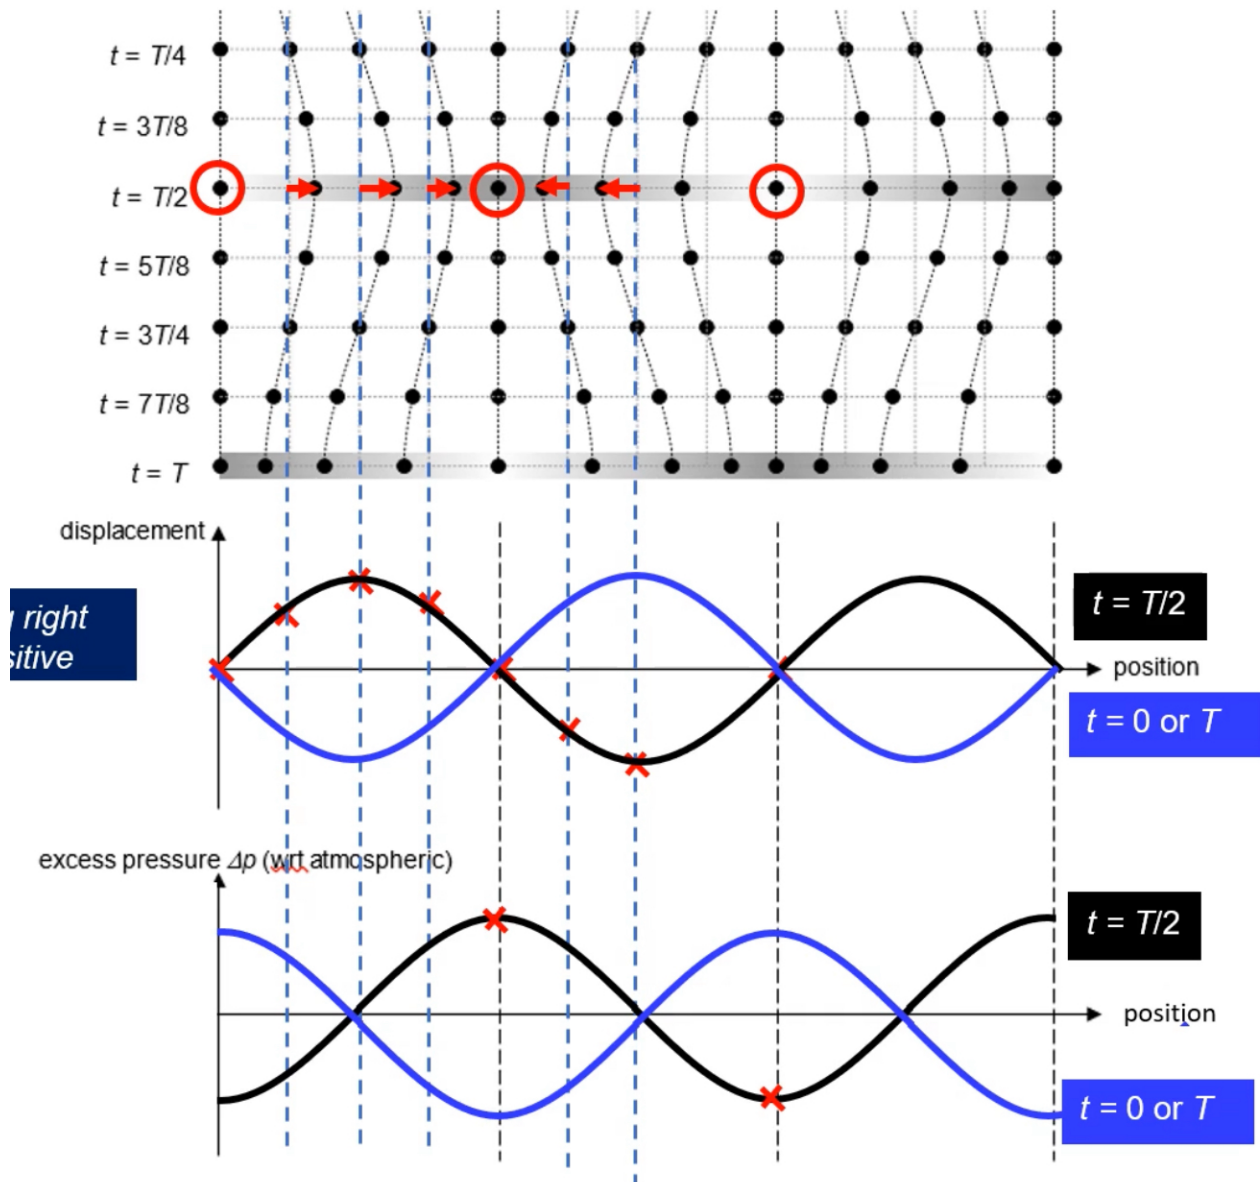 t = T/4
t = 3T/8
t = T/2
t = 5T/8
t = 3T/4
t = 7T/8
t = T
displacement
right
sitive
t = T/2
position
t = 0 or T
excess pressure Δp (wrt atmospheric)
t = T/2
position
t = 0 or T